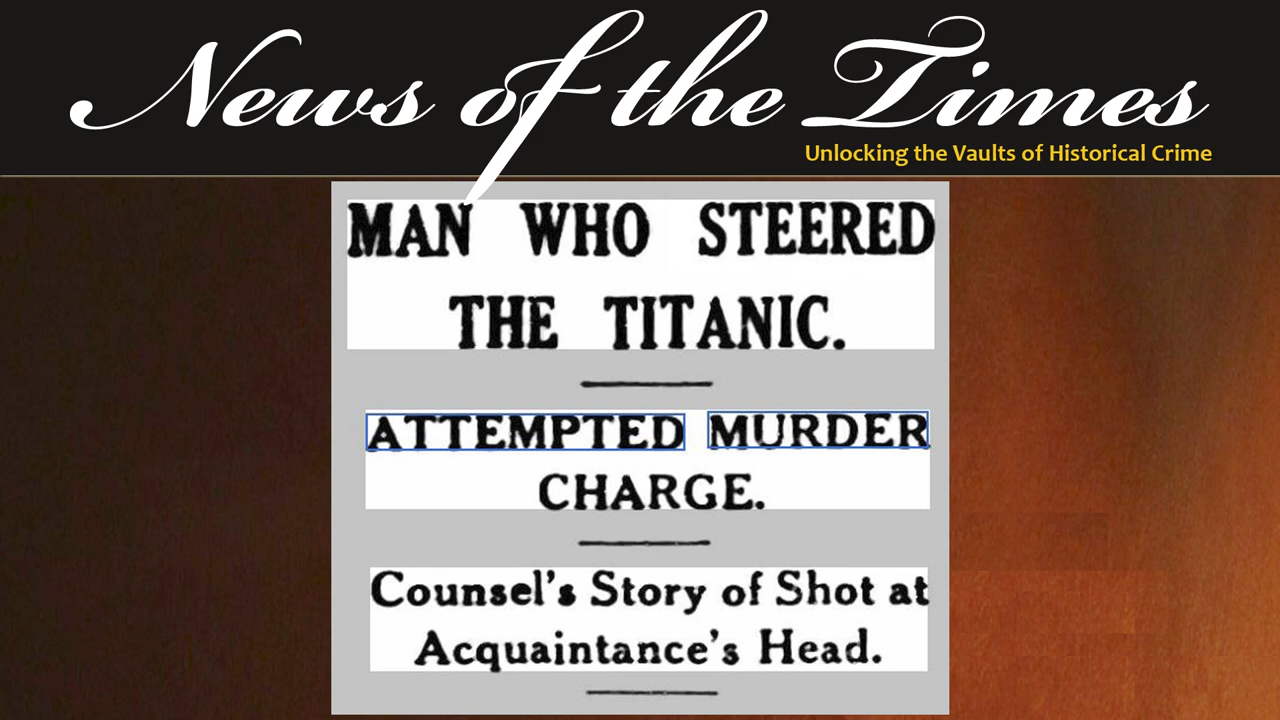 News of the Times
Unlocking the Vaults of Historical Crime
MAN WHO STEERED
THE TITANIC.
ATTEMPTED MURDER
CHARGE.
Counsel's Story of Shot at
Acquaintance's Head.